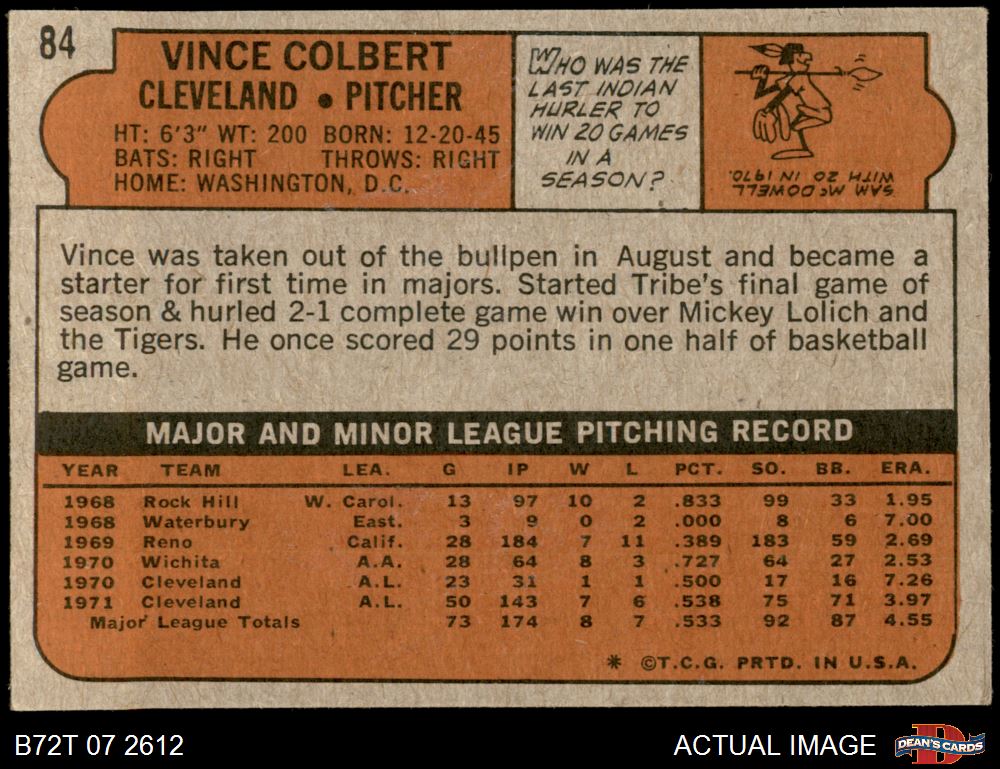 84
VINCE COLBERT
CLEVELAND • PITCHER
HT: 6'3" WT: 200 BORN: 12-20-45
BATS: RIGHT THROWS: RIGHT
HOME: WASHINGTON, D.C.
WHO WAS THE
LAST INDIAN
HURLER TO
WIN 20 GAMES
IN A
SEASON?
SAM McDOWELL WAS
WITH 20 IN 1970.
Vince was taken out of the bullpen in August and became a
starter for first time in majors. Started Tribe's final game of
season & hurled 2-1 complete game win over Mickey Lolich and
the Tigers. He once scored 29 points in one half of basketball
game.
MAJOR AND MINOR LEAGUE PITCHING RECORD
YEAR TEAM LEA. G IP W L PCT. SO. BB. ERA.
1968 Rock Hill W. Carol. 13 97 10 2 .833 99 33 1.95
1968 Waterbury East. 3 9 0 2 .000 8 6 7.00
1969 Reno Calif. 28 184 7 11 .389 183 59 2.69
1970 Wichita A.A. 28 64 8 3 .727 64 27 2.53
1970 Cleveland A.L. 23 31 1 1 .500 17 16 7.26
1971 Cleveland A.L. 50 143 7 6 .538 75 71 3.97
Major League Totals 73 174 8 7 .533 92 87 4.55
* ©T.C.G. PRTD. IN U.S.A.
B72T 07 2612
ACTUAL IMAGE
D
DEAN'S CARDS